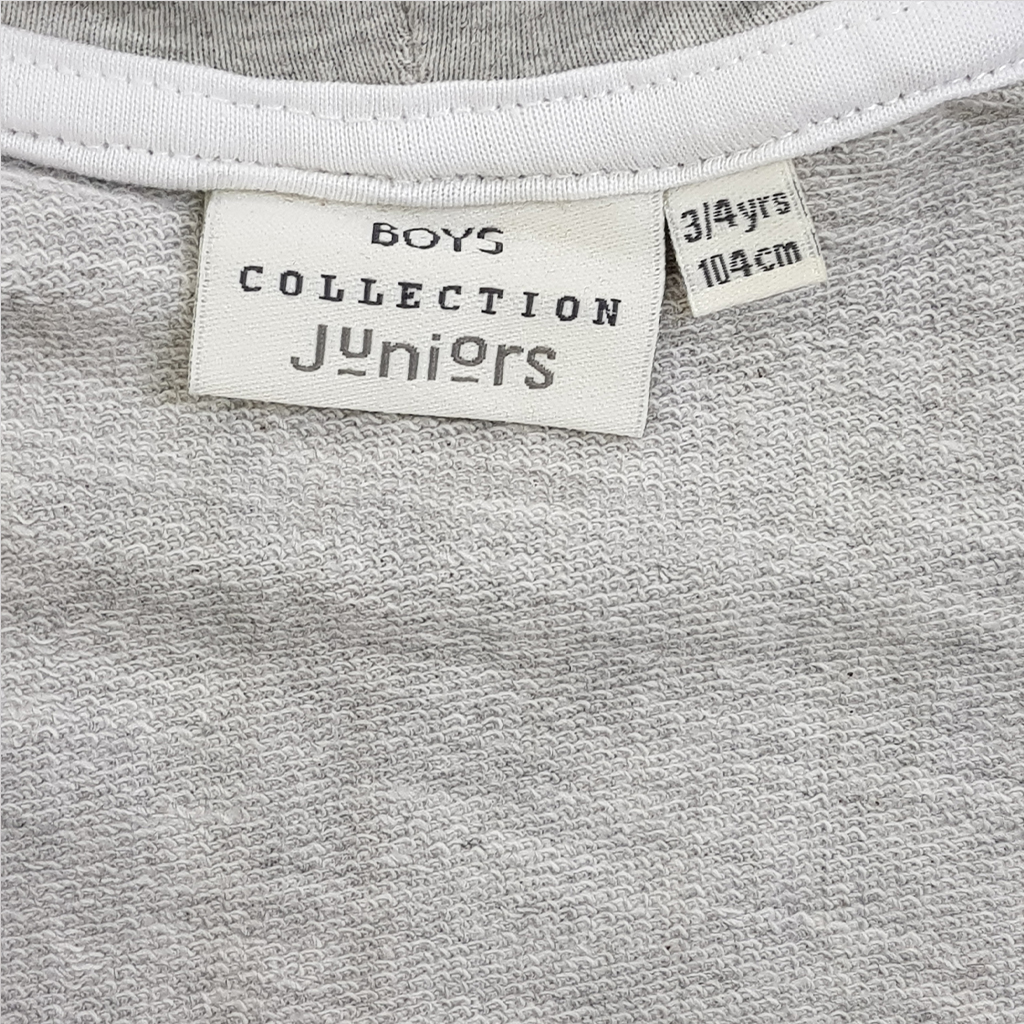 BOYS
COLLECTION
Juniors
3/4yrs
104cm